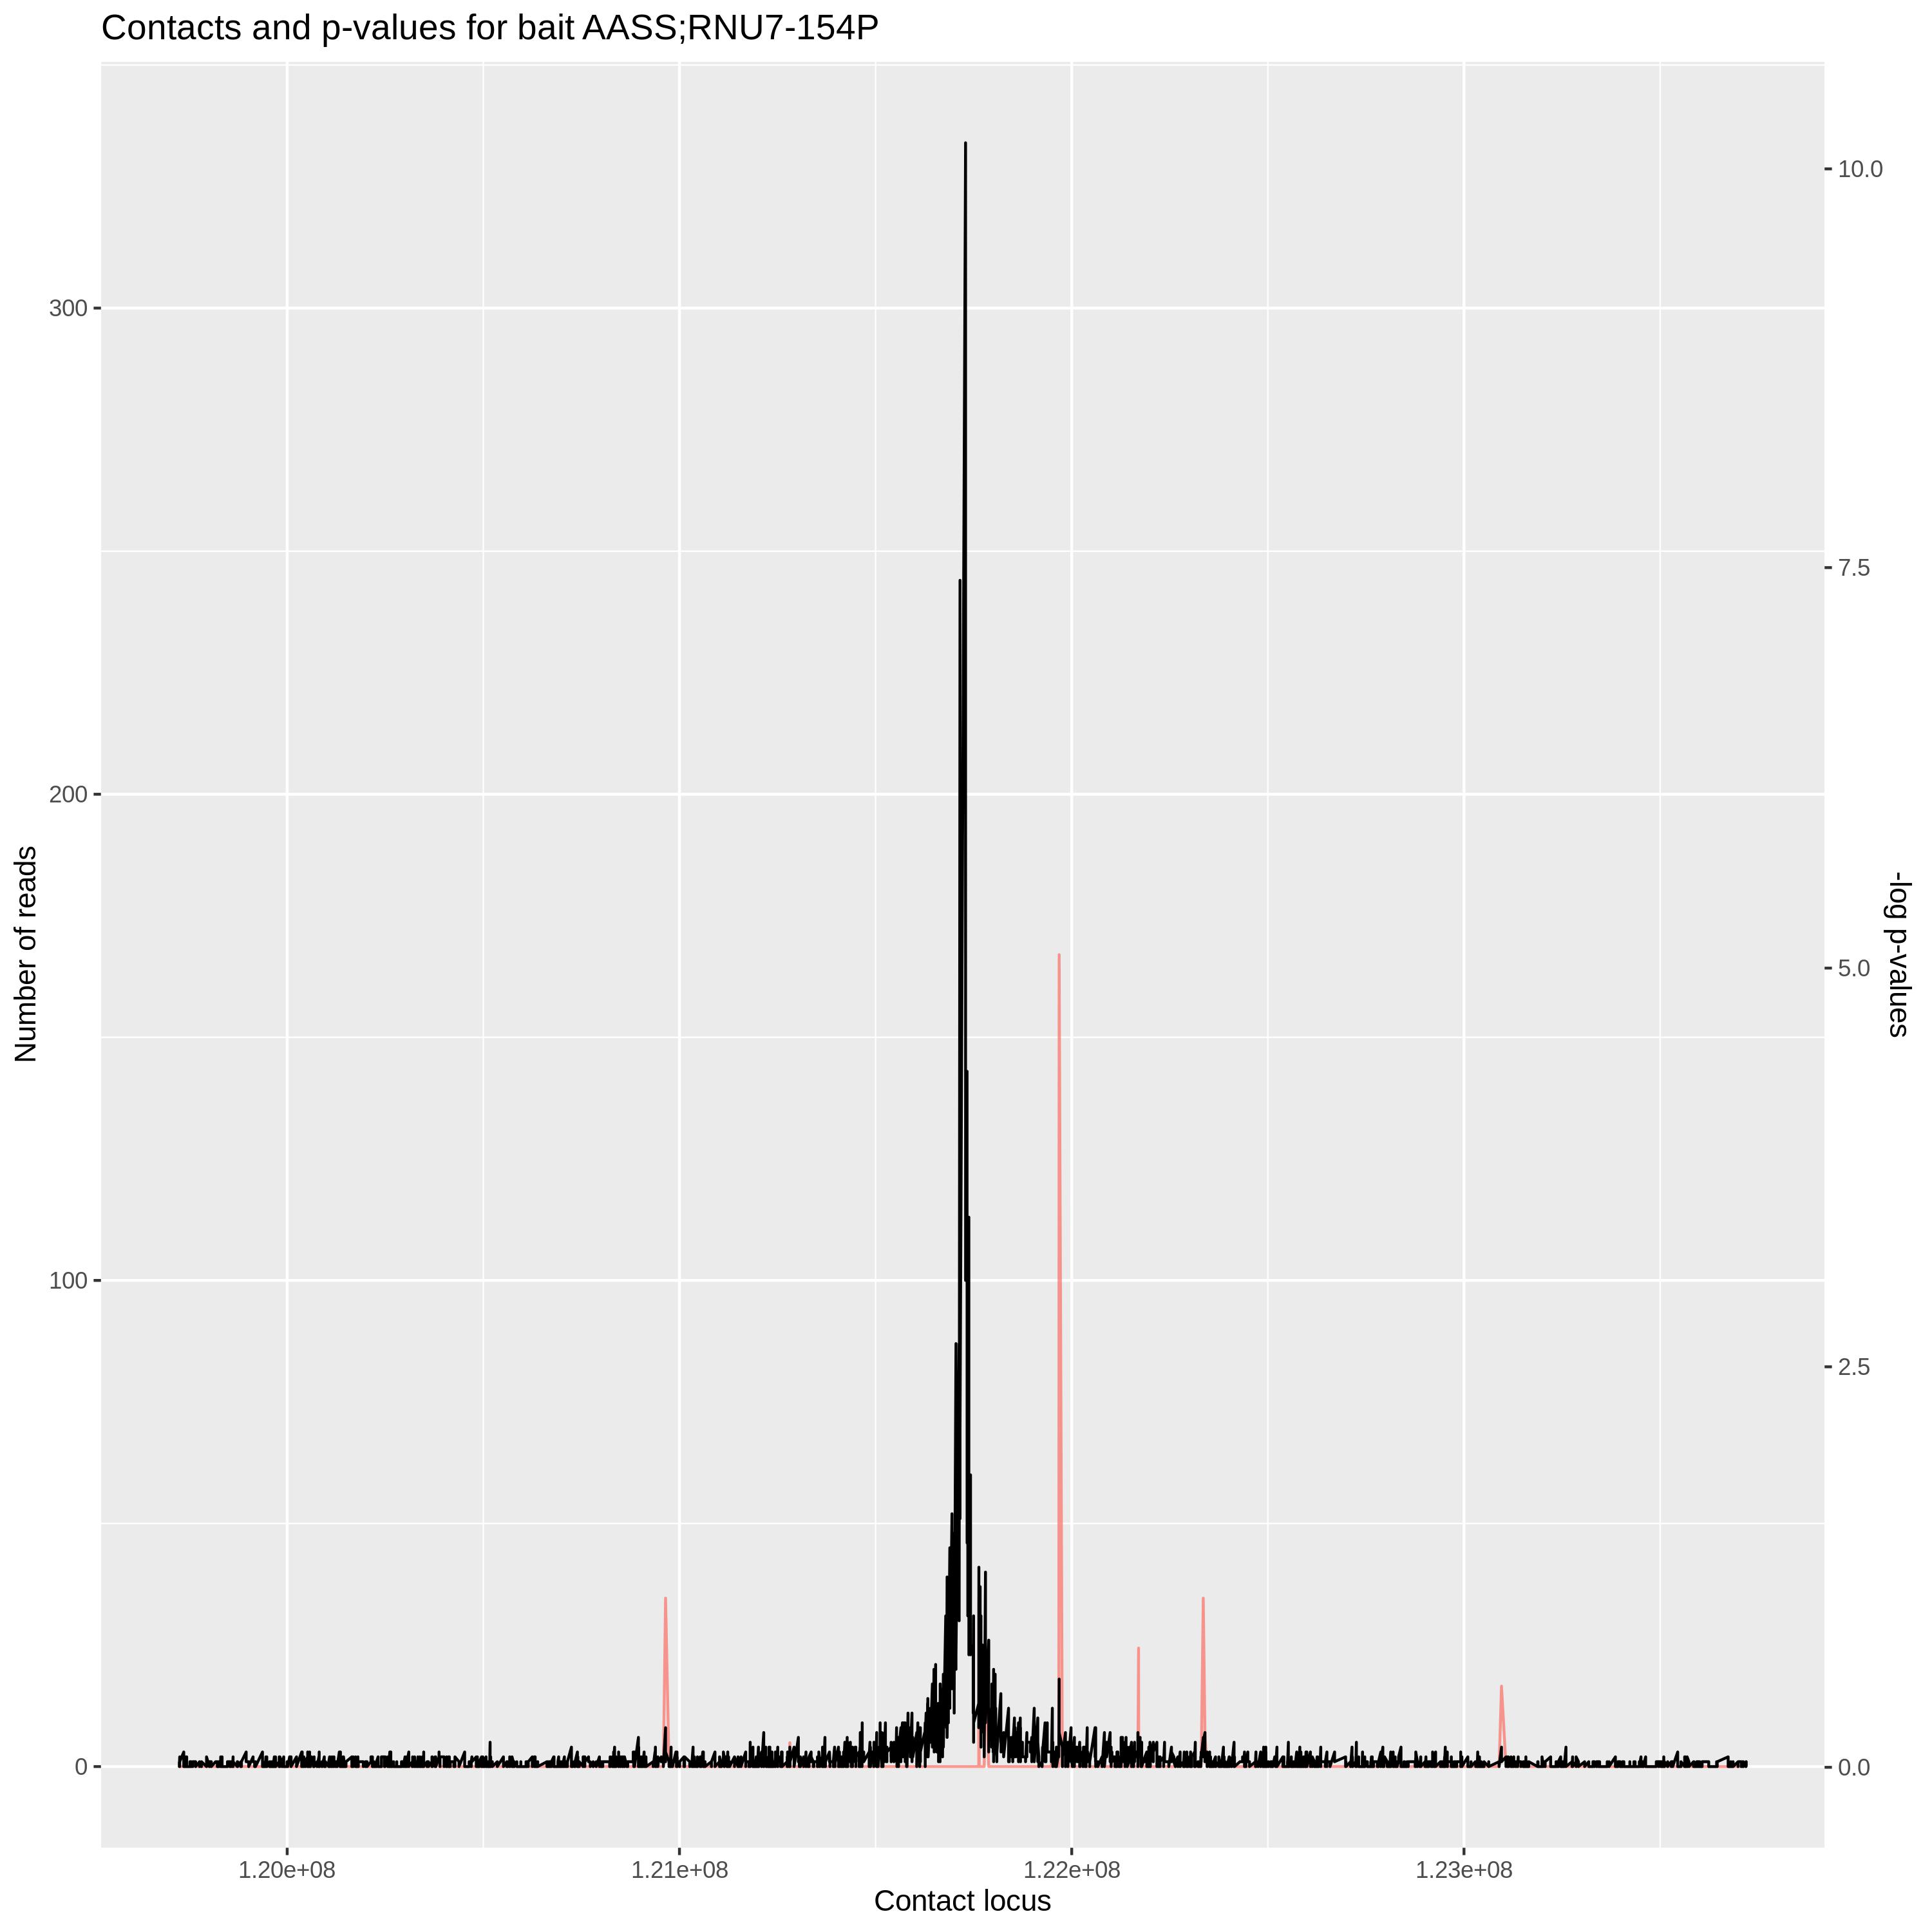 Contacts and p-values for bait AASS;RNU7-154P
300
200
100
0
Number of reads
10.0
7.5
5.0
2.5
0.0
-log p-values
1.20e+08
1.21e+08
1.22e+08
1.23e+08
Contact locus